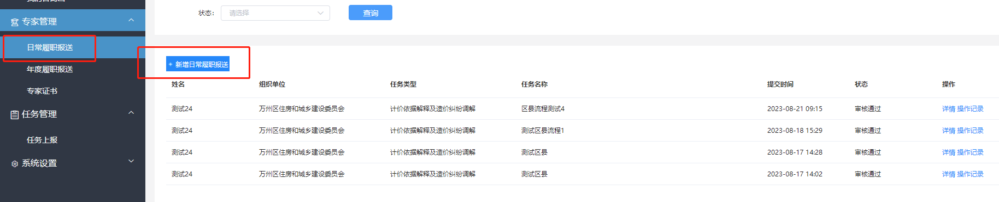 专家管理
日常履职报送
年度履职报送
专家证书
任务管理
任务上报
系统设置
状态： 请选择 查询
+ 新增日常履职报送
姓名 组织单位 任务类型 任务名称 提交时间 状态 操作
测试24 万州区住房和城乡建设委员会 计价依据解释及造价纠纷调解 区县流程测试4 2023-08-21 09:15 审核通过 详情 操作记录
测试24 万州区住房和城乡建设委员会 计价依据解释及造价纠纷调解 测试区县流程1 2023-08-18 15:29 审核通过 详情 操作记录
测试24 万州区住房和城乡建设委员会 计价依据解释及造价纠纷调解 测试区县 2023-08-17 14:28 审核通过 详情 操作记录
测试24 万州区住房和城乡建设委员会 计价依据解释及造价纠纷调解 测试区县 2023-08-17 14:02 审核通过 详情 操作记录